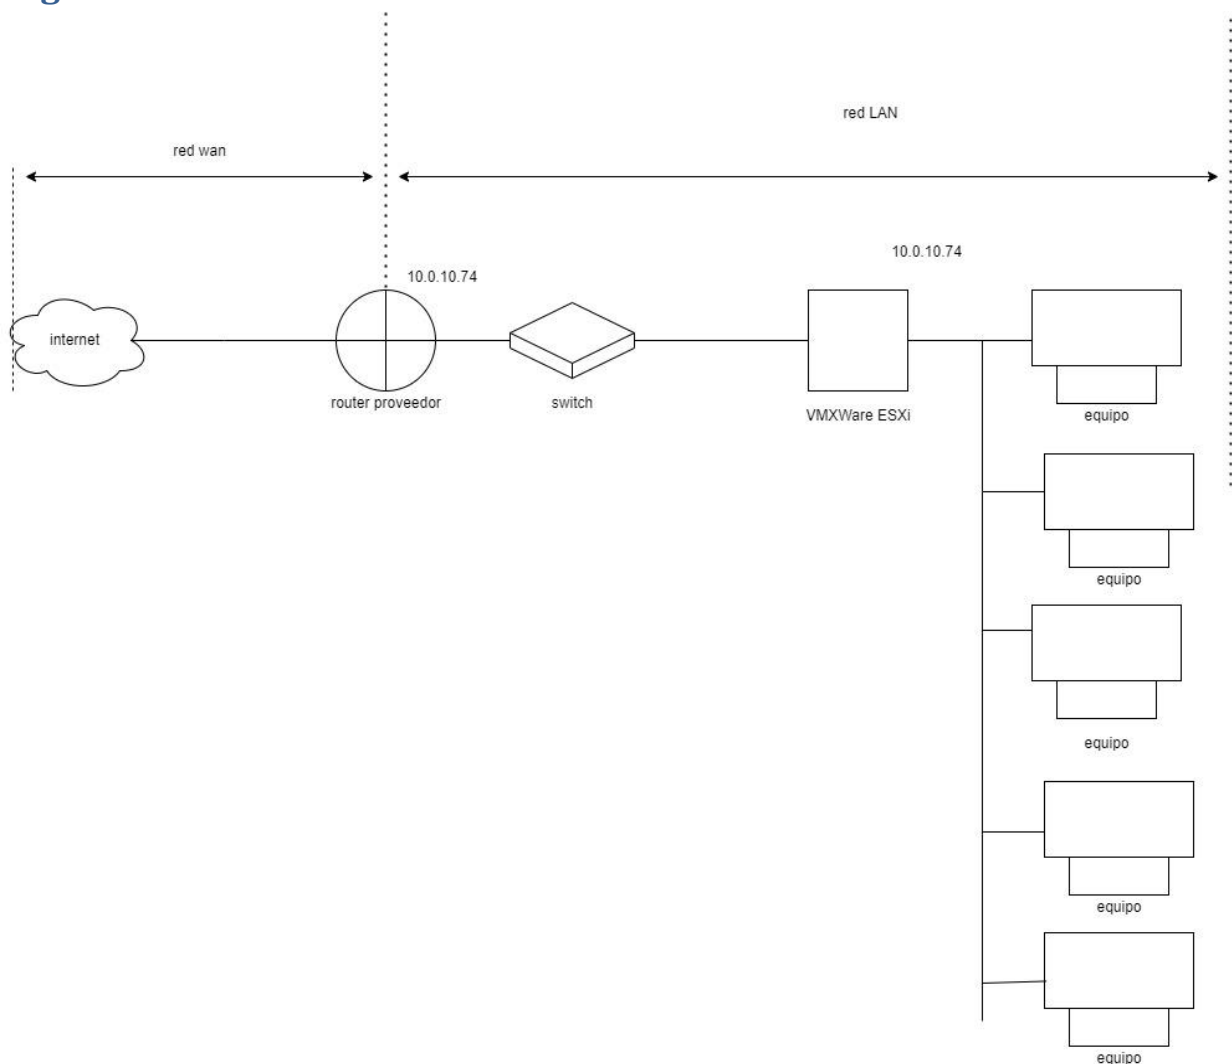 red LAN
red wan
10.0.10.74
10.0.10.74
internet
router proveedor
switch
VMXWare ESXi
equipo
equipo
equipo
equipo
equipo